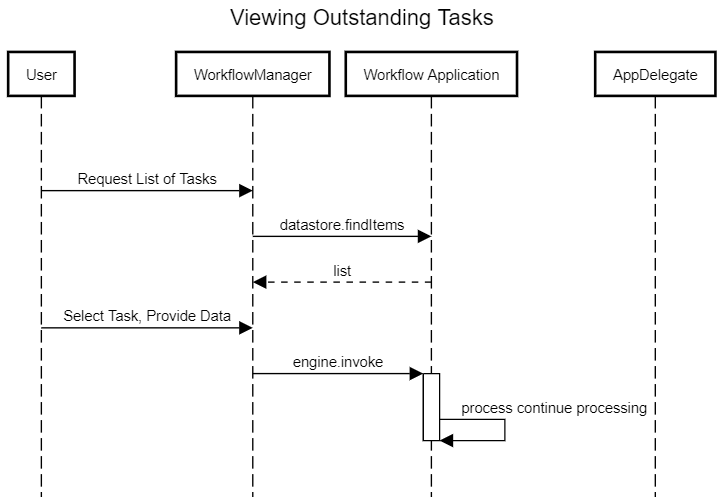 Viewing Outstanding Tasks
User
WorkflowManager
Workflow Application
AppDelegate
Request List of Tasks
datastore.findItems
list
Select Task, Provide Data
engine.invoke
process continue processing